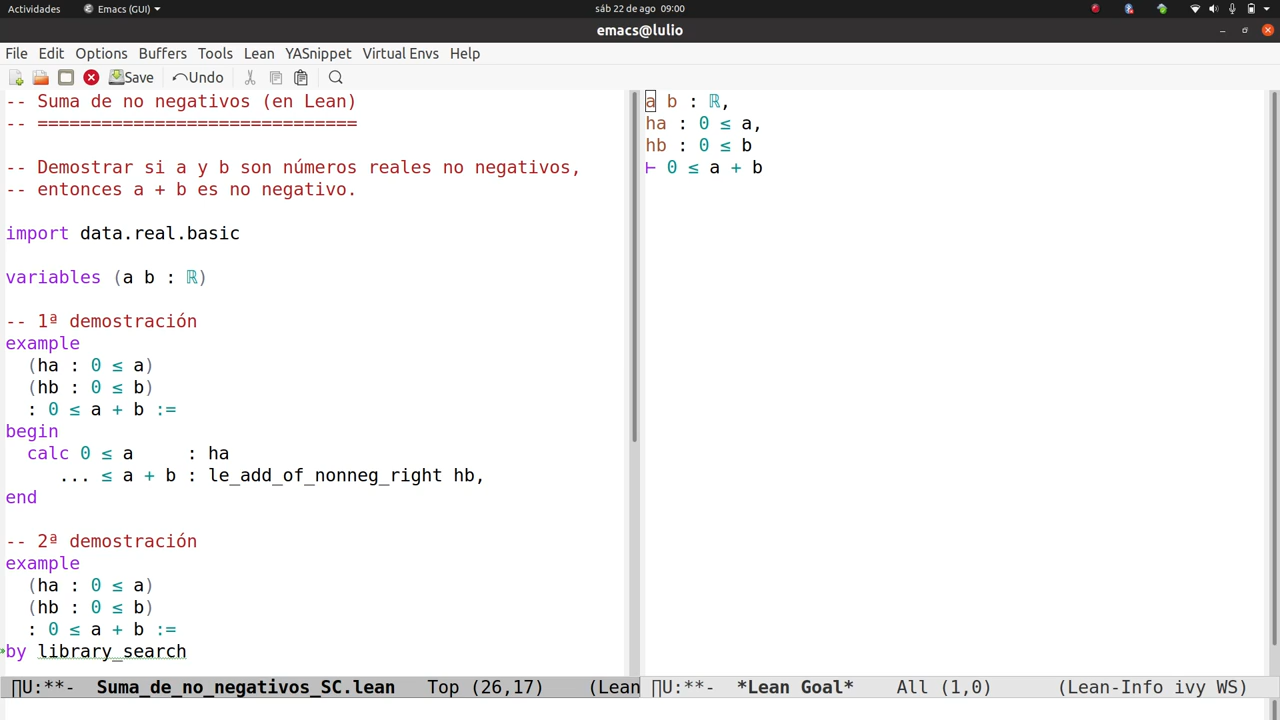 Actividades Emacs (GUI) sáb 22 de ago 09:00
emacs@lulio
File Edit Options Buffers Tools Lean YASnippet Virtual Envs Help
Save Undo
-- Suma de no negativos (en Lean)
-- ==============================
-- Demostrar si a y b son números reales no negativos,
-- entonces a + b es no negativo.
import data.real.basic
variables (a b : ℝ)
-- 1ª demostración
example
(ha : 0 ≤ a)
(hb : 0 ≤ b)
: 0 ≤ a + b :=
begin
calc 0 ≤ a : ha
... ≤ a + b : le_add_of_nonneg_right hb,
end
-- 2ª demostración
example
(ha : 0 ≤ a)
(hb : 0 ≤ b)
: 0 ≤ a + b :=
by library_search
a b : ℝ,
ha : 0 ≤ a,
hb : 0 ≤ b
⊢ 0 ≤ a + b
∏U:**- Suma_de_no_negativos_SC.lean Top (26,17) (Lean
∏U:**- *Lean Goal* All (1,0) (Lean-Info ivy WS)